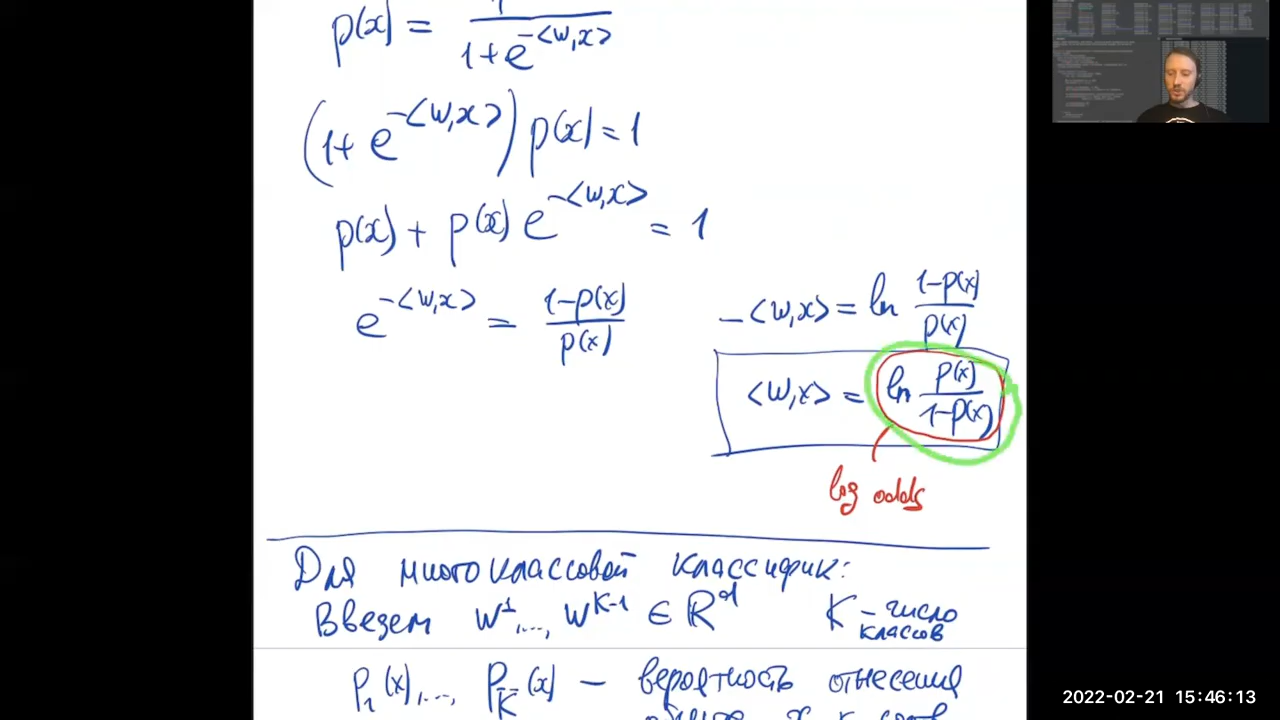 p(x) = 1/(1+e^{-<w,x>})
(1+e^{-<w,x>}) p(x) = 1
p(x) + p(x) e^{-<w,x>} = 1
e^{-<w,x>} = (1-p(x))/p(x)
-<w,x> = ln (1-p(x))/p(x)
<w,x> = ln p(x)/(1-p(x))
log odds
Для многоклассовой классифик:
Введем w^1,..., w^{K-1} ∈ R^d K - число классов
P_1(x),..., P_K(x) - вероятность отнесения
2022-02-21 15:46:13